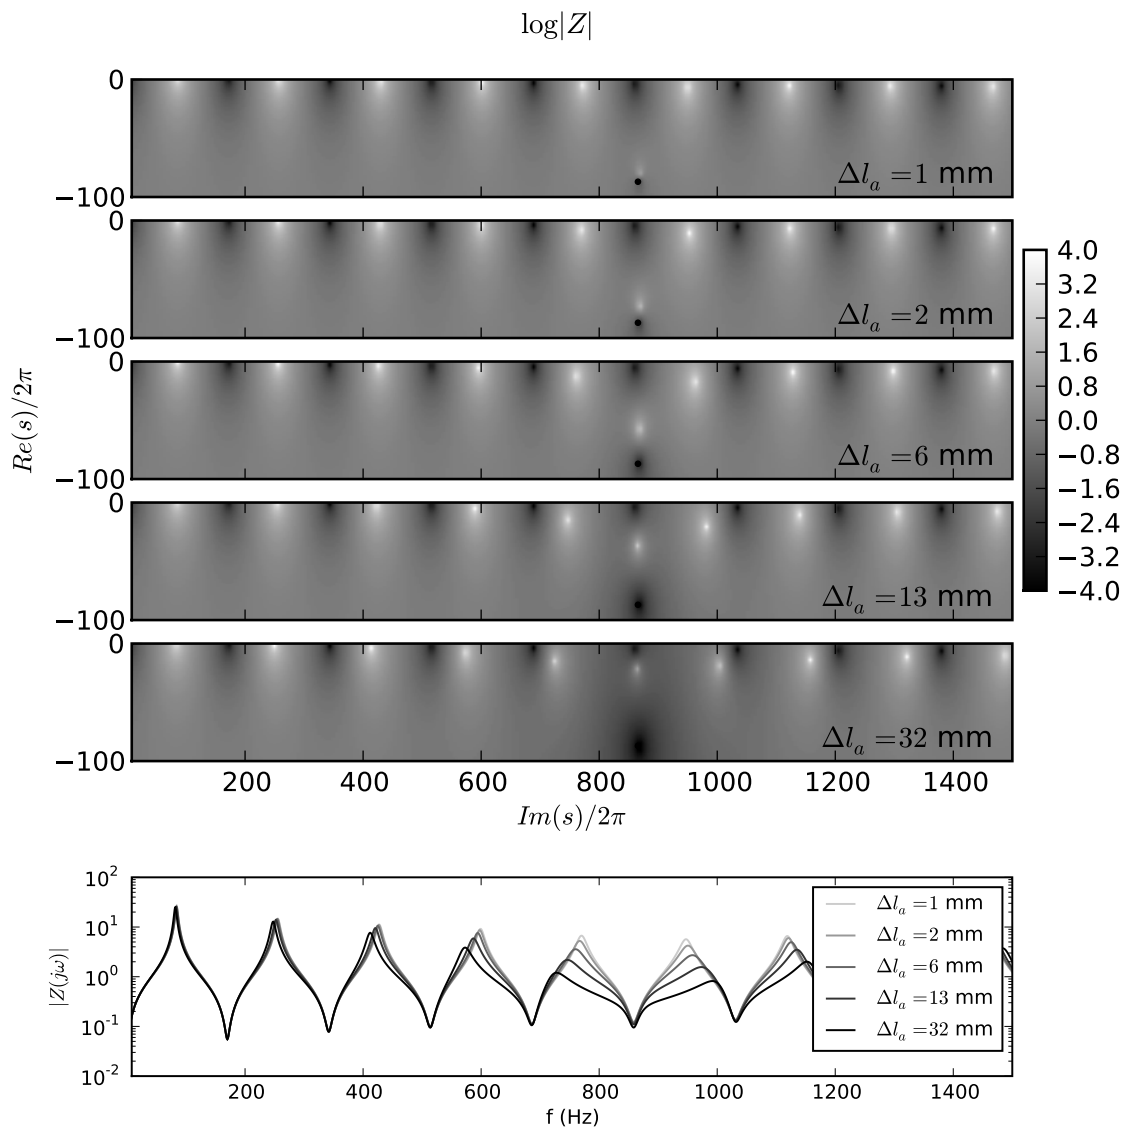 log|Z|
0
Δl_a =1 mm
−100
0
Δl_a =2 mm
−100
0
Δl_a =6 mm
−100
0
Δl_a =13 mm
−100
0
Δl_a =32 mm
−100
200 400 600 800 1000 1200 1400
Im(s)/2π
Re(s)/2π
4.0
3.2
2.4
1.6
0.8
0.0
−0.8
−1.6
−2.4
−3.2
−4.0
10^2
10^1
10^0
10^-1
10^-2
|Z(jω)|
Δl_a =1 mm
Δl_a =2 mm
Δl_a =6 mm
Δl_a =13 mm
Δl_a =32 mm
200 400 600 800 1000 1200 1400
f (Hz)